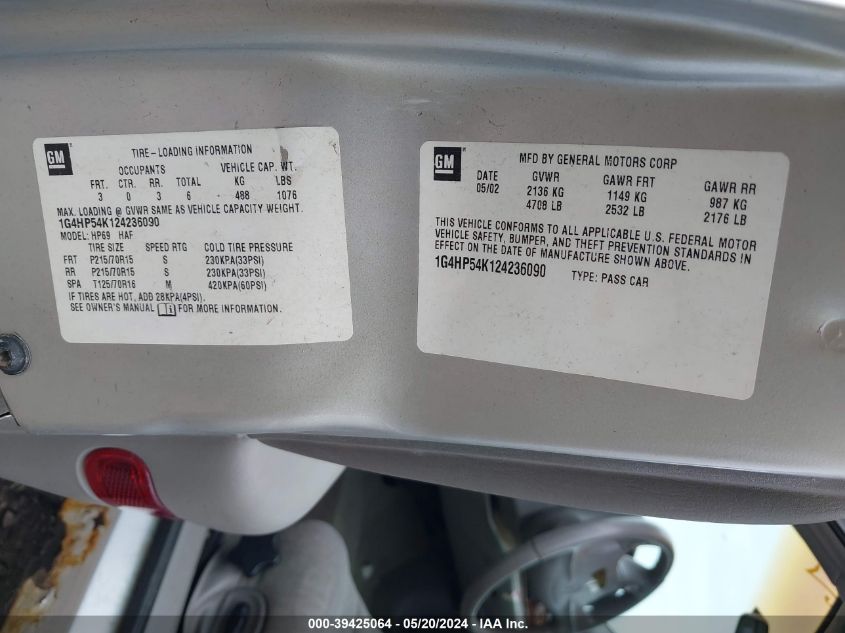 GM
TIRE-LOADING INFORMATION
OCCUPANTS VEHICLE CAP. WT.
FRT. CTR. RR. TOTAL KG LBS
3 0 3 6 488 1076
MAX. LOADING @ GVWR SAME AS VEHICLE CAPACITY WEIGHT.
1G4HP54K124236090
MODEL: HP69 HAF
TIRE SIZE SPEED RTG COLD TIRE PRESSURE
FRT P215/70R15 S 230KPA(33PSI)
RR P215/70R15 S 230KPA(33PSI)
SPA T125/70R16 M 420KPA(60PSI)
IF TIRES ARE HOT, ADD 28KPA(4PSI).
SEE OWNER'S MANUAL i FOR MORE INFORMATION.
GM
MFD BY GENERAL MOTORS CORP
DATE GVWR GAWR FRT GAWR RR
05/02 2136 KG 1149 KG 987 KG
4708 LB 2532 LB 2176 LB
THIS VEHICLE CONFORMS TO ALL APPLICABLE U.S. FEDERAL MOTOR
VEHICLE SAFETY, BUMPER, AND THEFT PREVENTION STANDARDS IN
EFFECT ON THE DATE OF MANUFACTURE SHOWN ABOVE.
1G4HP54K124236090 TYPE: PASS CAR
000-39425064 - 05/20/2024 - IAA Inc.